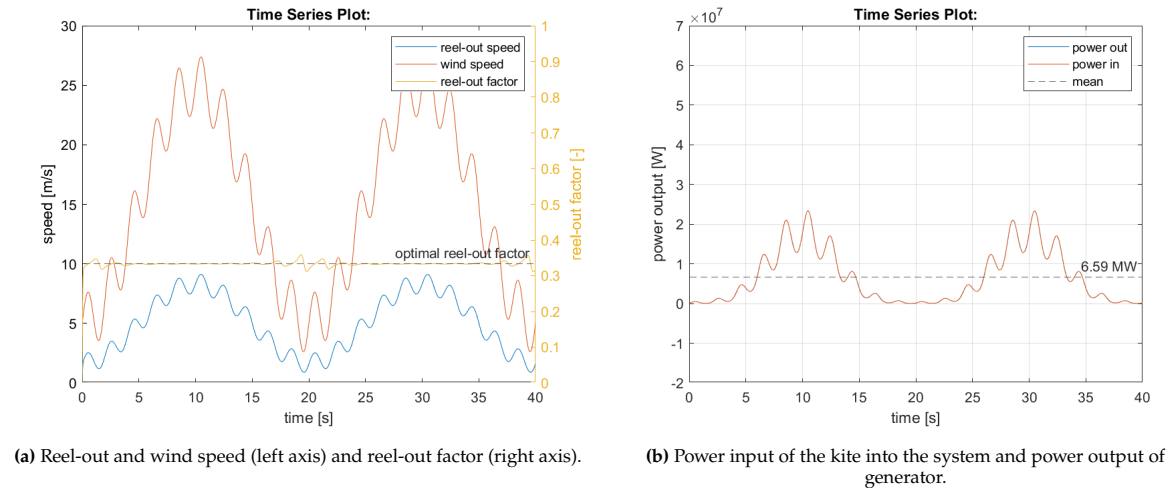 Time Series Plot:
30
25
20
15
10
5
0
speed [m/s]
reel-out speed
wind speed
reel-out factor
optimal reel-out factor
1
0.9
0.8
0.7
0.6
0.5
0.4
0.3
0.2
0.1
0
reel-out factor [-]
0 5 10 15 20 25 30 35 40
time [s]
(a) Reel-out and wind speed (left axis) and reel-out factor (right axis).
Time Series Plot:
×10⁷
7
6
5
4
3
2
1
0
-1
-2
power output [W]
power out
power in
mean
6.59 MW
0 5 10 15 20 25 30 35 40
time [s]
(b) Power input of the kite into the system and power output of
generator.